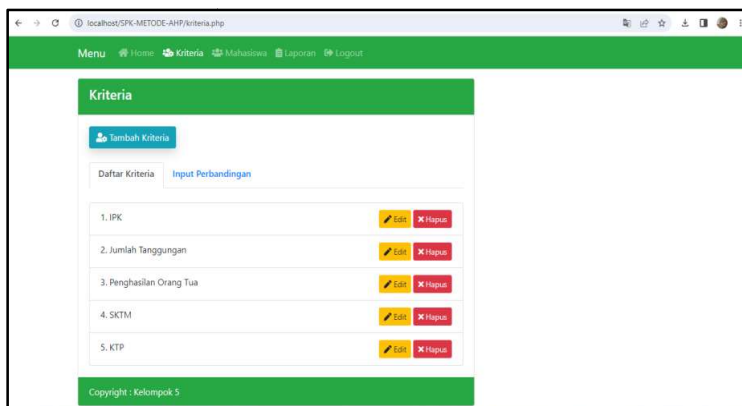 localhost/SPK-METODE-AHP/kriteria.php
Menu Home Kriteria Mahasiswa Laporan Logout
Kriteria
Tambah Kriteria
Daftar Kriteria Input Perbandingan
1. IPK Edit Hapus
2. Jumlah Tanggungan Edit Hapus
3. Penghasilan Orang Tua Edit Hapus
4. SKTM Edit Hapus
5. KTP Edit Hapus
Copyright : Kelompok 5